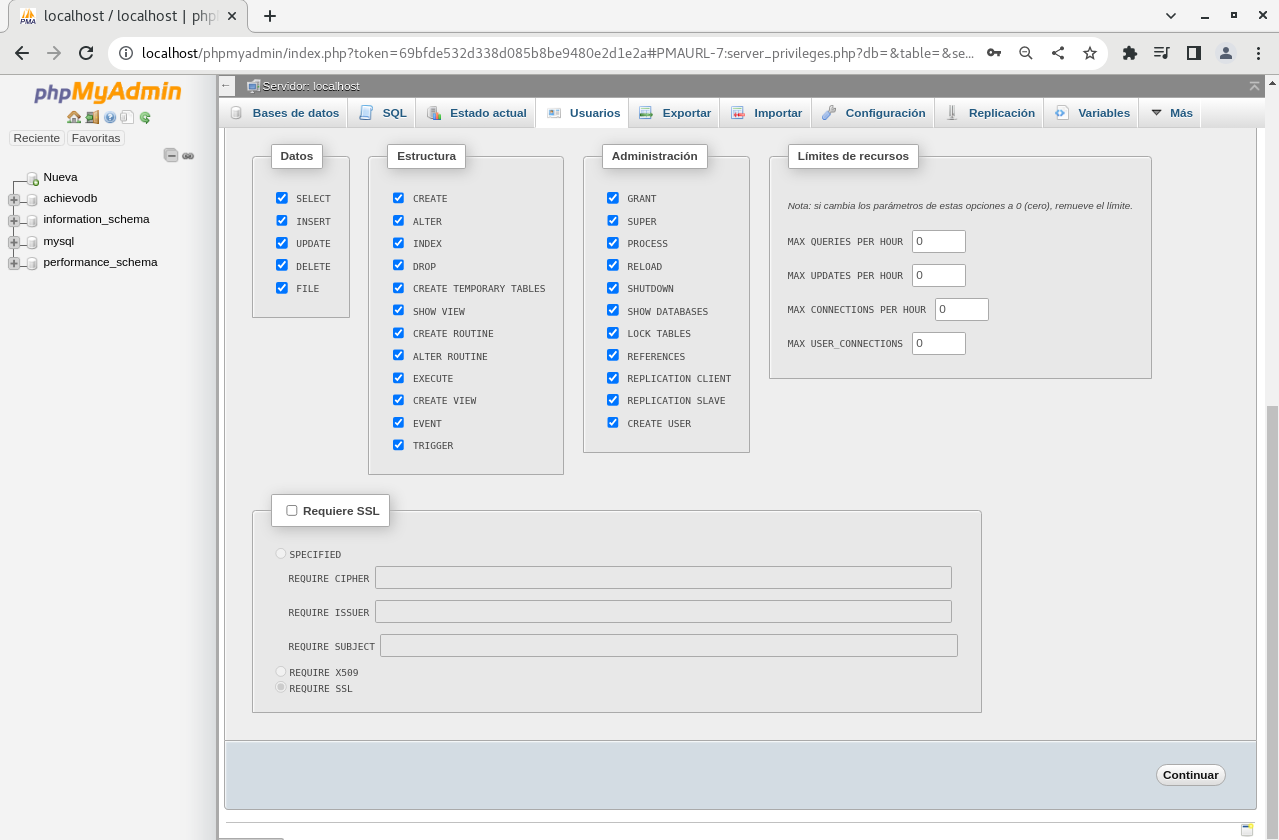 localhost / localhost | php
localhost/phpmyadmin/index.php?token=69bfde532d338d085b8be9480e2d1e2a#PMAURL-7:server_privileges.php?db=&table=&se...
phpMyAdmin
Reciente Favoritas
Nueva
achievodb
information_schema
mysql
performance_schema
Servidor: localhost
Bases de datos SQL Estado actual Usuarios Exportar Importar Configuración Replicación Variables Más
Datos
SELECT
INSERT
UPDATE
DELETE
FILE
Estructura
CREATE
ALTER
INDEX
DROP
CREATE TEMPORARY TABLES
SHOW VIEW
CREATE ROUTINE
ALTER ROUTINE
EXECUTE
CREATE VIEW
EVENT
TRIGGER
Administración
GRANT
SUPER
PROCESS
RELOAD
SHUTDOWN
SHOW DATABASES
LOCK TABLES
REFERENCES
REPLICATION CLIENT
REPLICATION SLAVE
CREATE USER
Límites de recursos
Nota: si cambia los parámetros de estas opciones a 0 (cero), remueve el límite.
MAX QUERIES PER HOUR 0
MAX UPDATES PER HOUR 0
MAX CONNECTIONS PER HOUR 0
MAX USER_CONNECTIONS 0
Requiere SSL
SPECIFIED
REQUIRE CIPHER
REQUIRE ISSUER
REQUIRE SUBJECT
REQUIRE X509
REQUIRE SSL
Continuar